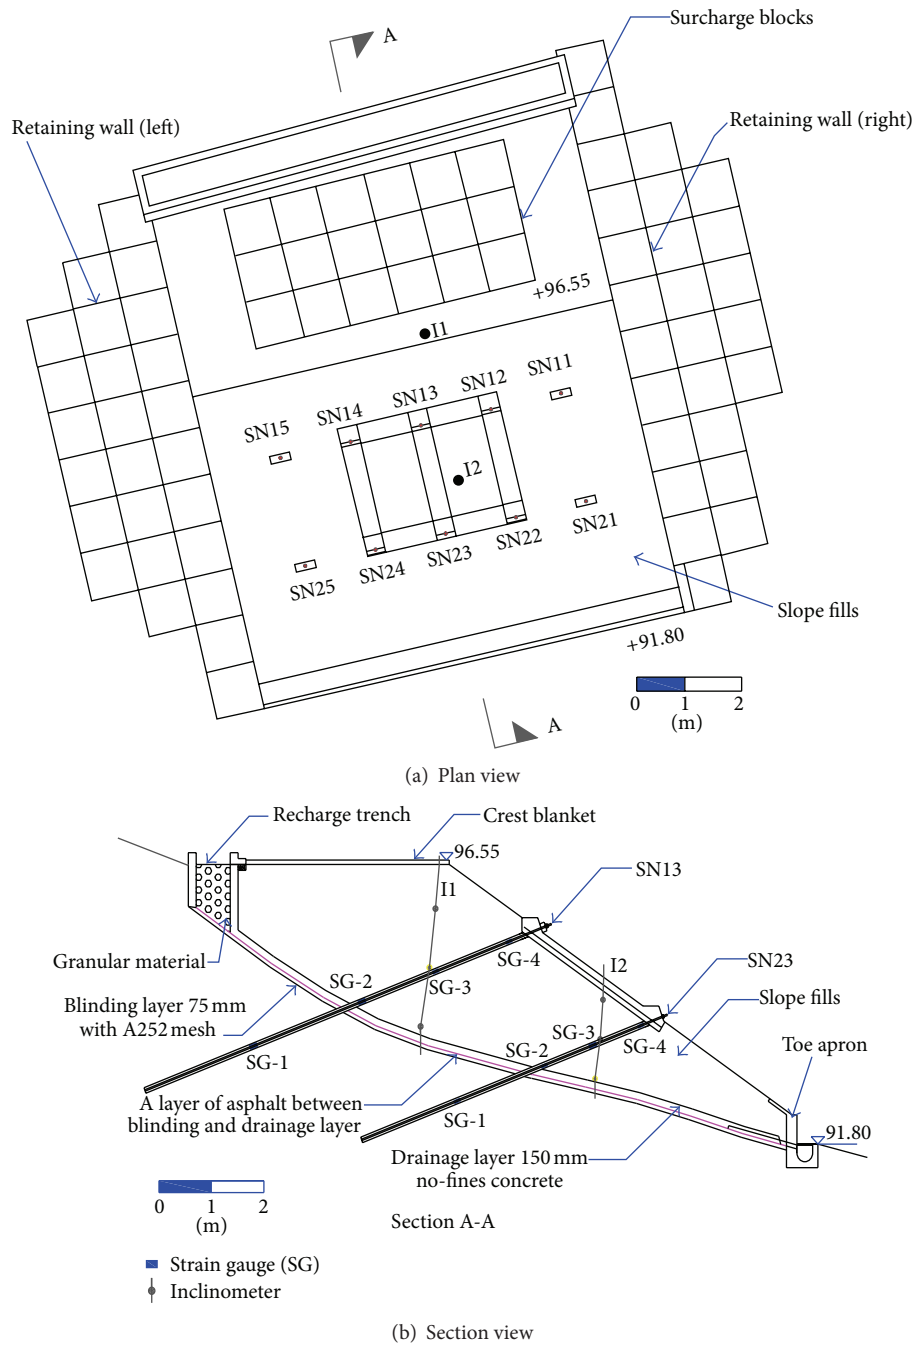 Surcharge blocks
A
Retaining wall (left)
Retaining wall (right)
+96.55
I1
SN11
SN12
SN13
SN14
SN15
I2
SN21
SN22
SN23
SN24
SN25
Slope fills
+91.80
0 1 2
(m)
A
(a) Plan view
Recharge trench
Crest blanket
96.55
SN13
I1
Granular material
SG-4
I2
SN23
SG-2
SG-3
Slope fills
Blinding layer 75 mm
with A252 mesh
SG-3
SG-4
Toe apron
SG-1
SG-2
A layer of asphalt between
blinding and drainage layer
SG-1
91.80
Drainage layer 150 mm
no-fines concrete
0 1 2
(m)
Section A-A
Strain gauge (SG)
Inclinometer
(b) Section view